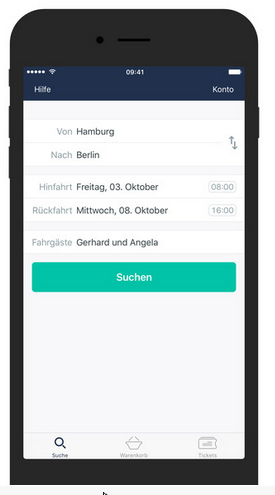 09:41
Hilfe Konto
Von Hamburg
Nach Berlin
Hinfahrt Freitag, 03. Oktober 08:00
Rückfahrt Mittwoch, 08. Oktober 16:00
Fahrgäste Gerhard und Angela
Suchen
Suche Warenkorb Tickets